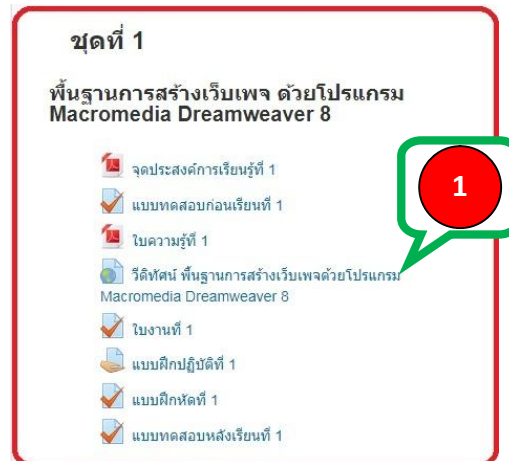 ชุดที่ 1
พื้นฐานการสร้างเว็บเพจ ด้วยโปรแกรม
Macromedia Dreamweaver 8
จุดประสงค์การเรียนรู้ที่ 1
1
แบบทดสอบก่อนเรียนที่ 1
ใบความรู้ที่ 1
วีดิทัศน์ พื้นฐานการสร้างเว็บเพจด้วยโปรแกรม
Macromedia Dreamweaver 8
ใบงานที่ 1
แบบฝึกปฏิบัติที่ 1
แบบฝึกหัดที่ 1
แบบทดสอบหลังเรียนที่ 1